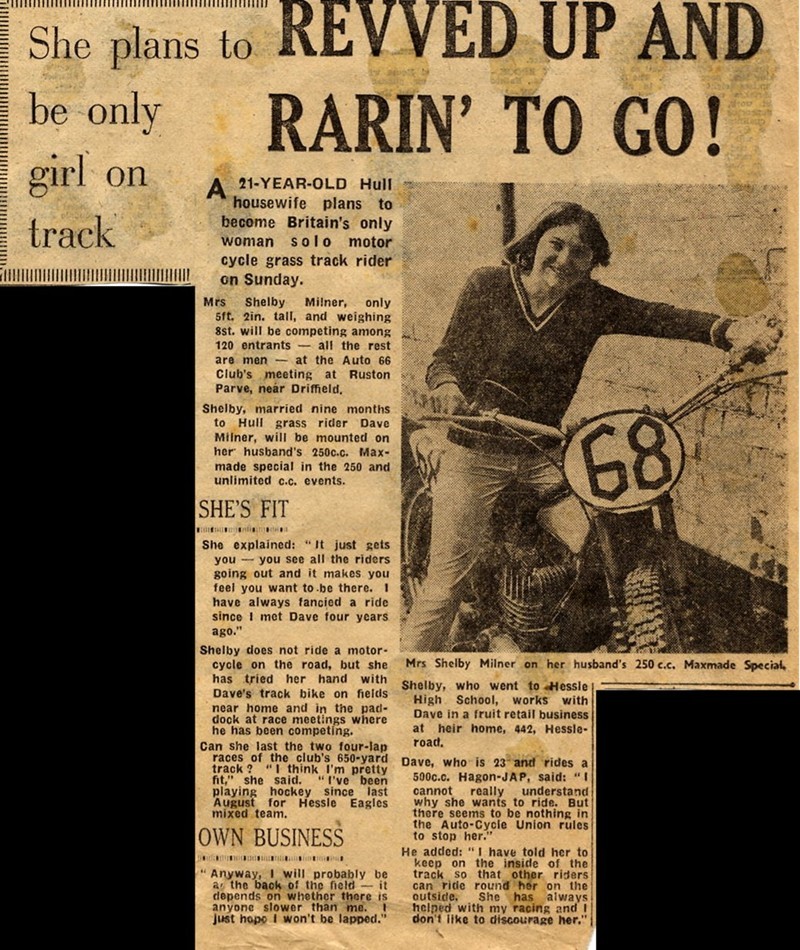 She plans to
be only
girl on
track
REVVED UP AND
RARIN' TO GO!
A 21-YEAR-OLD Hull
housewife plans to
become Britain's only
woman solo motor
cycle grass track rider
on Sunday.
Mrs Shelby Milner, only
5ft. 2in. tall, and weighing
8st. will be competing among
120 entrants — all the rest
are men — at the Auto 66
Club's meeting at Ruston
Parve, near Driffield.
Shelby, married nine months
to Hull grass rider Dave
Milner, will be mounted on
her husband's 250c.c. Max-
made special in the 250 and
unlimited c.c. events.
SHE'S FIT
She explained: "It just gets
you — you see all the riders
going out and it makes you
feel you want to be there. I
have always fancied a ride
since I met Dave four years
ago."
Shelby does not ride a motor-
cycle on the road, but she
has tried her hand with
Dave's track bike on fields
near home and in the pad-
dock at race meetings where
he has been competing.
Can she last the two four-lap
races of the club's 650-yard
track? "I think I'm pretty
fit," she said. "I've been
playing hockey since last
August for Hessle Eagles
mixed team.
OWN BUSINESS
"Anyway, I will probably be
at the back of the field — it
depends on whether there is
anyone slower than me. I
just hope I won't be lapped."
68
Mrs Shelby Milner on her husband's 250 c.c. Maxmade Special.
Shelby, who went to Hessle
High School, works with
Dave in a fruit retail business
at heir home, 442, Hessle-
road.
Dave, who is 23 and rides a
500c.c. Hagon-JAP, said: "I
cannot really understand
why she wants to ride. But
there seems to be nothing in
the Auto-Cycle Union rules
to stop her."
He added: "I have told her to
keep on the inside of the
track so that other riders
can ride round her on the
outside. She has always
helped with my racing and I
don't like to discourage her."